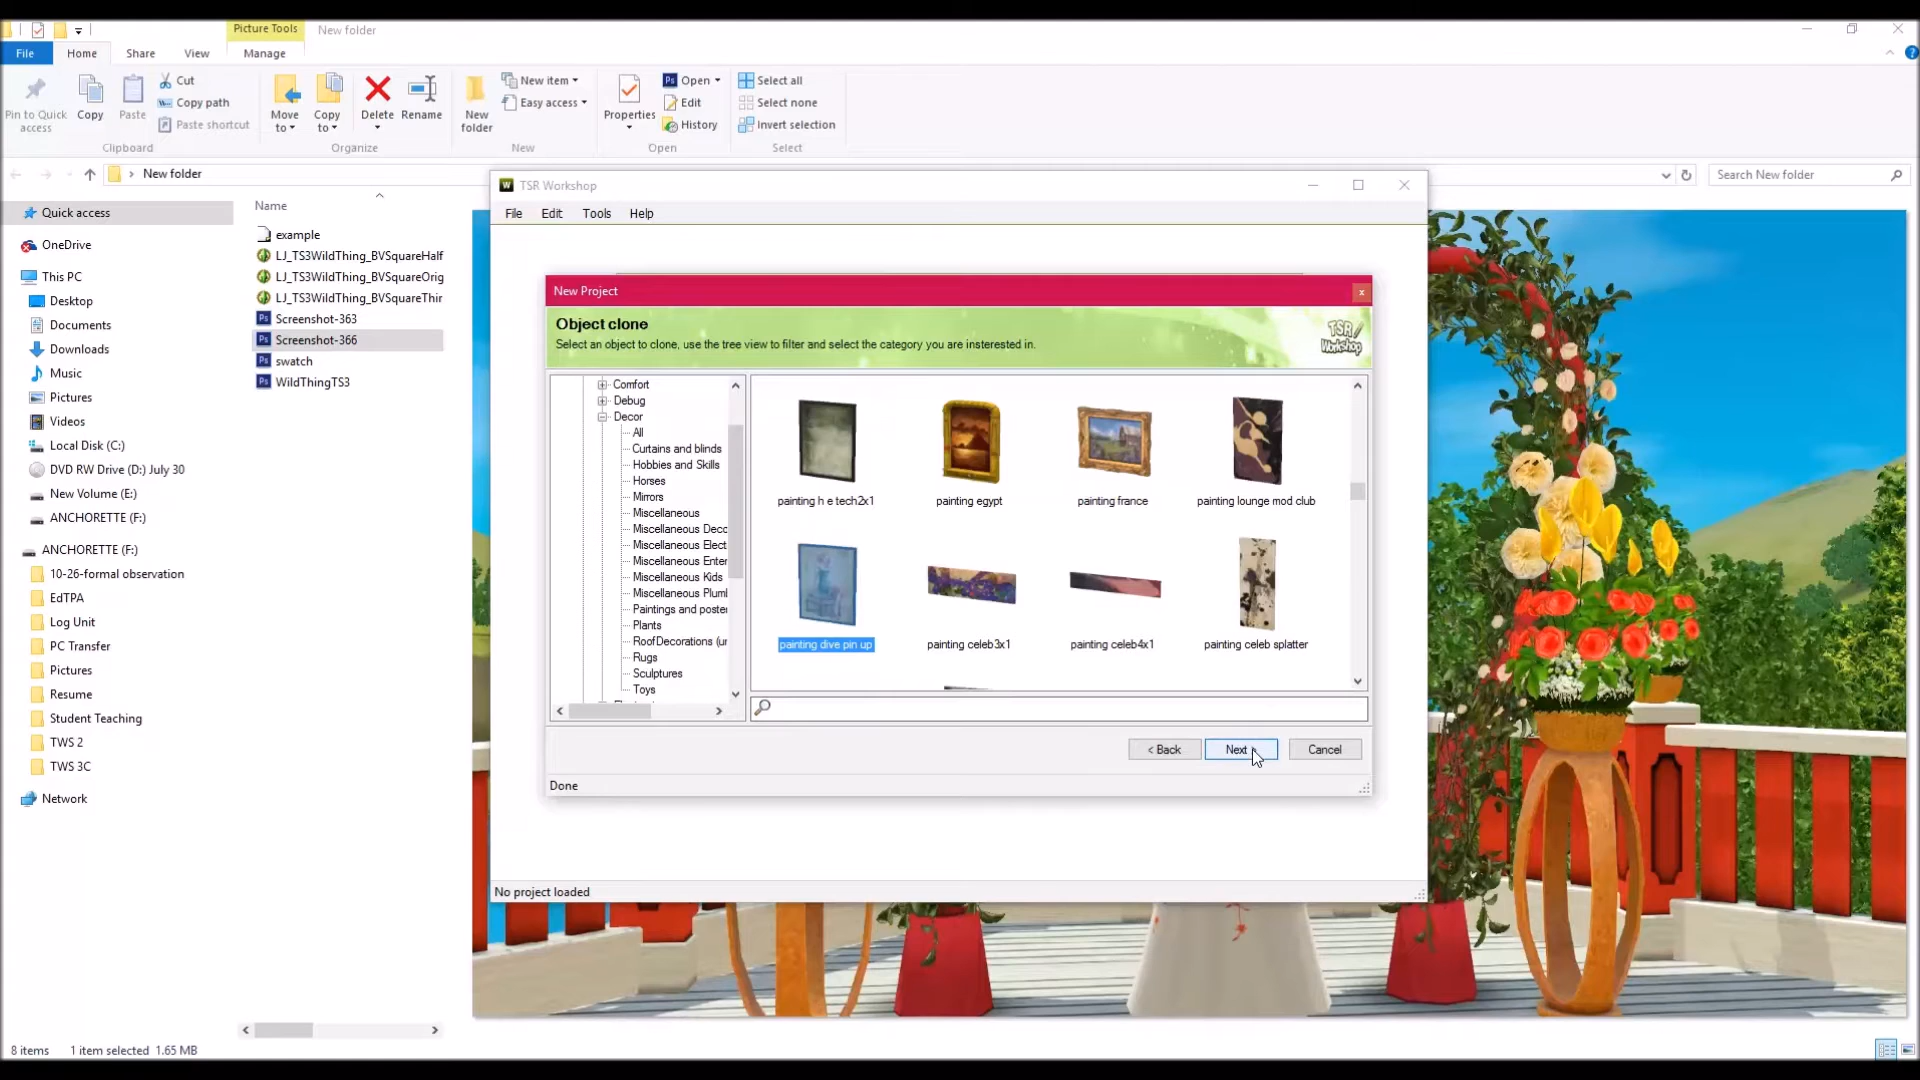 Picture Tools
New folder
File
Home
Share
View
Manage
Pin to Quick access
Copy
Paste
Cut
Copy path
Paste shortcut
Clipboard
Move to
Copy to
Delete
Rename
Organize
New folder
New item
Easy access
New
Properties
Open
Edit
History
Open
Select all
Select none
Invert selection
Select
New folder
Search New folder
Quick access
OneDrive
This PC
Desktop
Documents
Downloads
Music
Pictures
Videos
Local Disk (C:)
DVD RW Drive (D:) July 30
New Volume (E:)
ANCHORETTE (F:)
ANCHORETTE (F:)
10-26-formal observation
EdTPA
Log Unit
PC Transfer
Pictures
Resume
Student Teaching
TWS 2
TWS 3C
Network
Name
example
LJ_TS3WildThing_BVSquareHalf
LJ_TS3WildThing_BVSquareOrig
LJ_TS3WildThing_BVSquareThir
Screenshot-363
Screenshot-366
swatch
WildThingTS3
TSR Workshop
File
Edit
Tools
Help
New Project
Object clone
Select an object to clone, use the tree view to filter and select the category you are insterested in.
TSR Workshop
Comfort
Debug
Decor
All
Curtains and blinds
Hobbies and Skills
Horses
Mirrors
Miscellaneous
Miscellaneous Decc
Miscellaneous Elect
Miscellaneous Enter
Miscellaneous Kids
Miscellaneous Plum
Paintings and poste
Plants
RoofDecorations (ur
Rugs
Sculptures
Toys
painting h e tech2x1
painting egypt
painting france
painting lounge mod club
painting dive pin up
painting celeb3x1
painting celeb4x1
painting celeb splatter
< Back
Next
Cancel
Done
No project loaded
8 items
1 item selected 1.65 MB